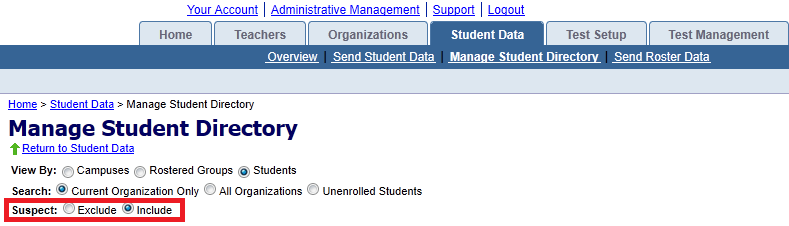 Your Account | Administrative Management | Support | Logout
Home Teachers Organizations Student Data Test Setup Test Management
Overview | Send Student Data | Manage Student Directory | Send Roster Data
Home > Student Data > Manage Student Directory
Manage Student Directory
Return to Student Data
View By: Campuses Rostered Groups Students
Search: Current Organization Only All Organizations Unenrolled Students
Suspect: Exclude Include